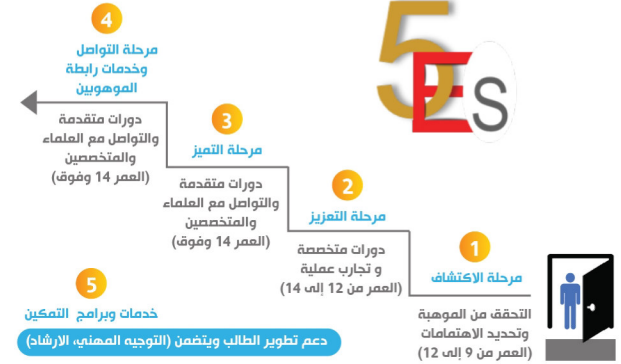 5Es
1
مرحلة الاكتشاف
التحقق من الموهبة
وتحديد الاهتمامات
(العمر من 9 إلى 12)
2
مرحلة التعزيز
دورات متخصصة
و تجارب عملية
(العمر من 12 إلى 14)
3
مرحلة التميز
دورات متقدمة
والتواصل مع العلماء
والمتخصصين
(العمر 14 وفوق)
4
مرحلة التواصل
وخدمات رابطة
الموهوبين
دورات متقدمة
والتواصل مع العلماء
والمتخصصين
(العمر 14 وفوق)
5
خدمات وبرامج التمكين
دعم تطوير الطالب ويتضمن (التوجيه المهني، الارشاد)